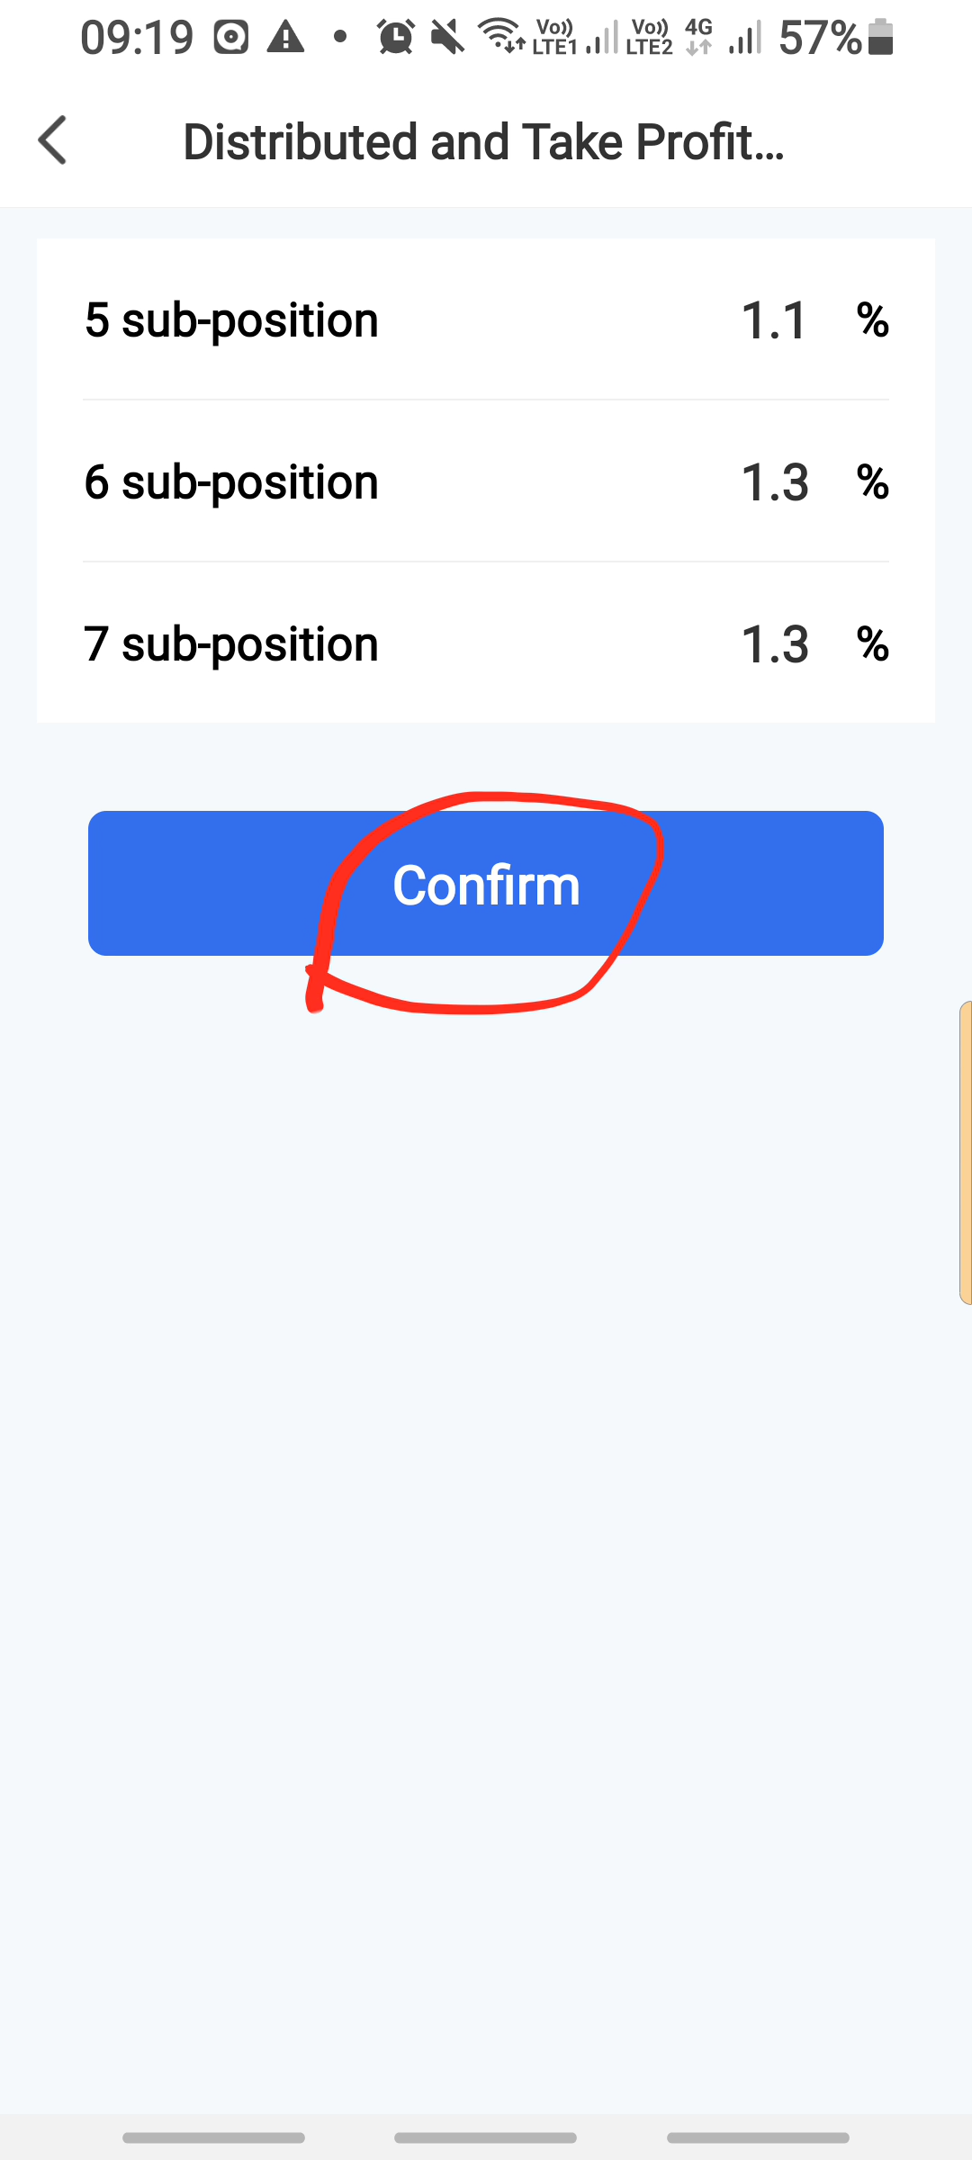 09:19 Vo)) LTE1 Vo)) LTE2 4G 57%
Distributed and Take Profit...
5 sub-position 1.1 %
6 sub-position 1.3 %
7 sub-position 1.3 %
Confirm